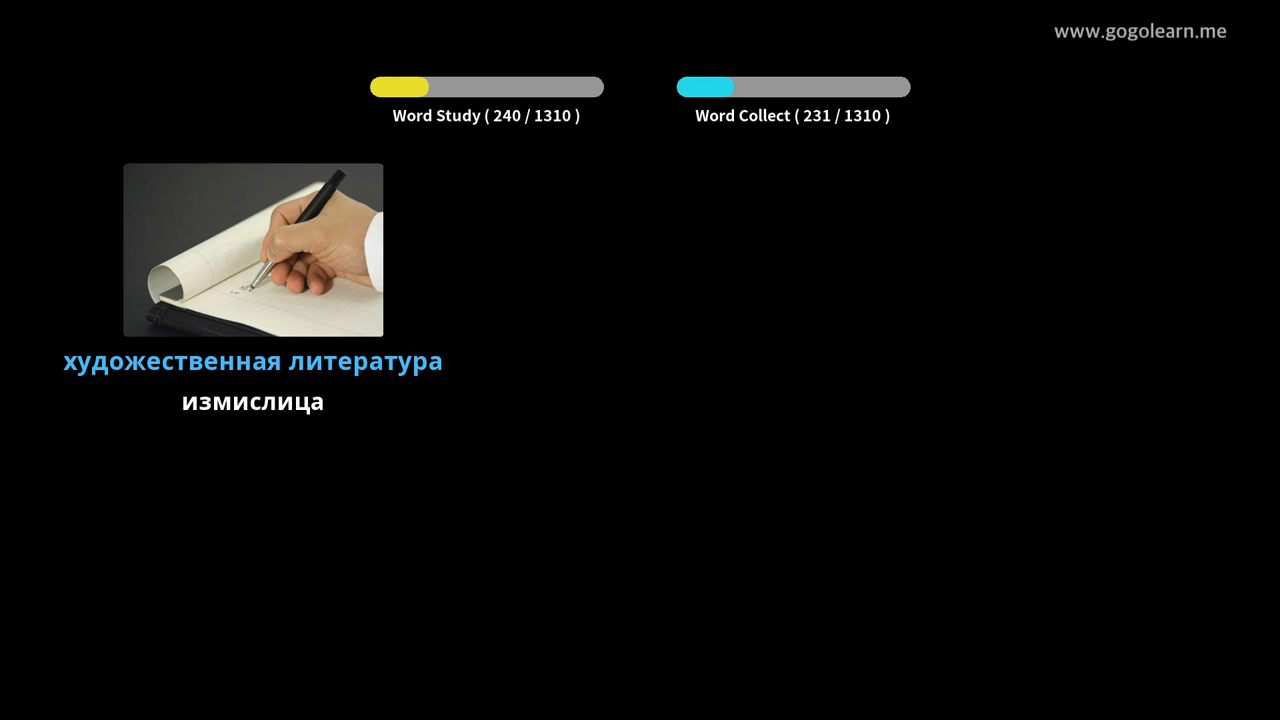 www.gogolearn.me
Word Study ( 240 / 1310 )
Word Collect ( 231 / 1310 )
художественная литература
измислица